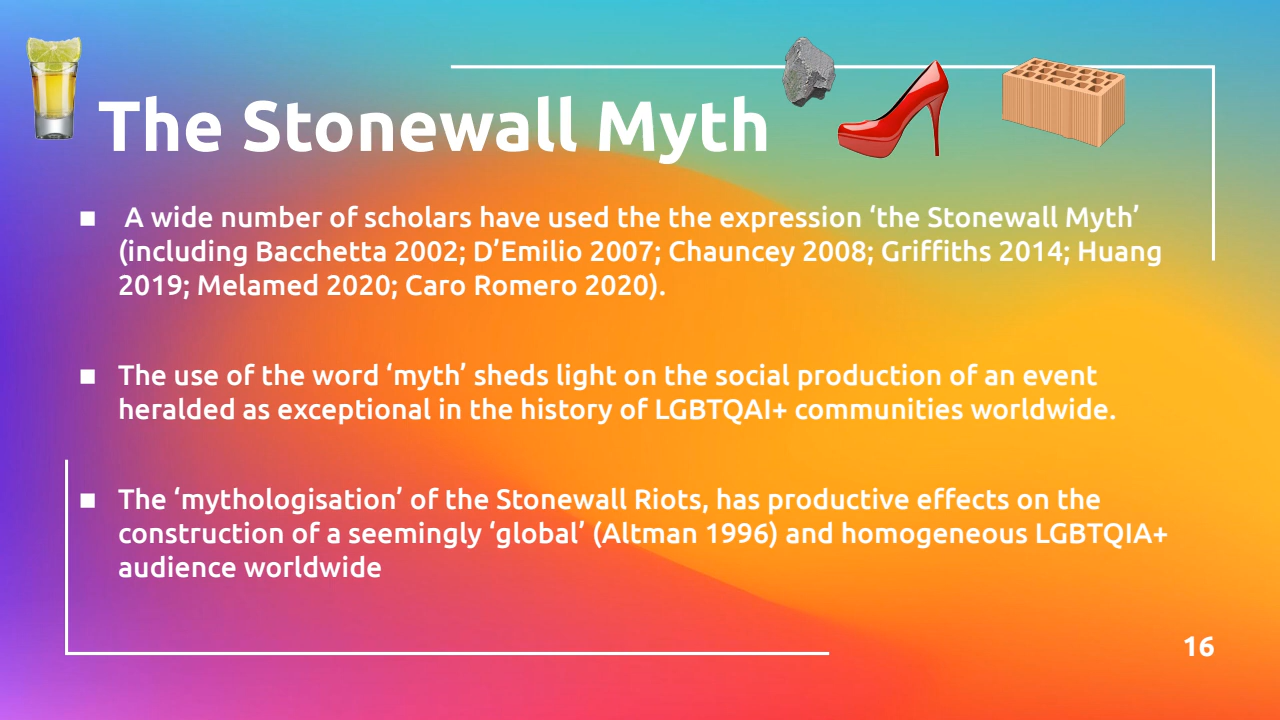 The Stonewall Myth
▪ A wide number of scholars have used the the expression ‘the Stonewall Myth’
(including Bacchetta 2002; D’Emilio 2007; Chauncey 2008; Griffiths 2014; Huang
2019; Melamed 2020; Caro Romero 2020).
▪ The use of the word ‘myth’ sheds light on the social production of an event
heralded as exceptional in the history of LGBTQAI+ communities worldwide.
▪ The ‘mythologisation’ of the Stonewall Riots, has productive effects on the
construction of a seemingly ‘global’ (Altman 1996) and homogeneous LGBTQIA+
audience worldwide
16